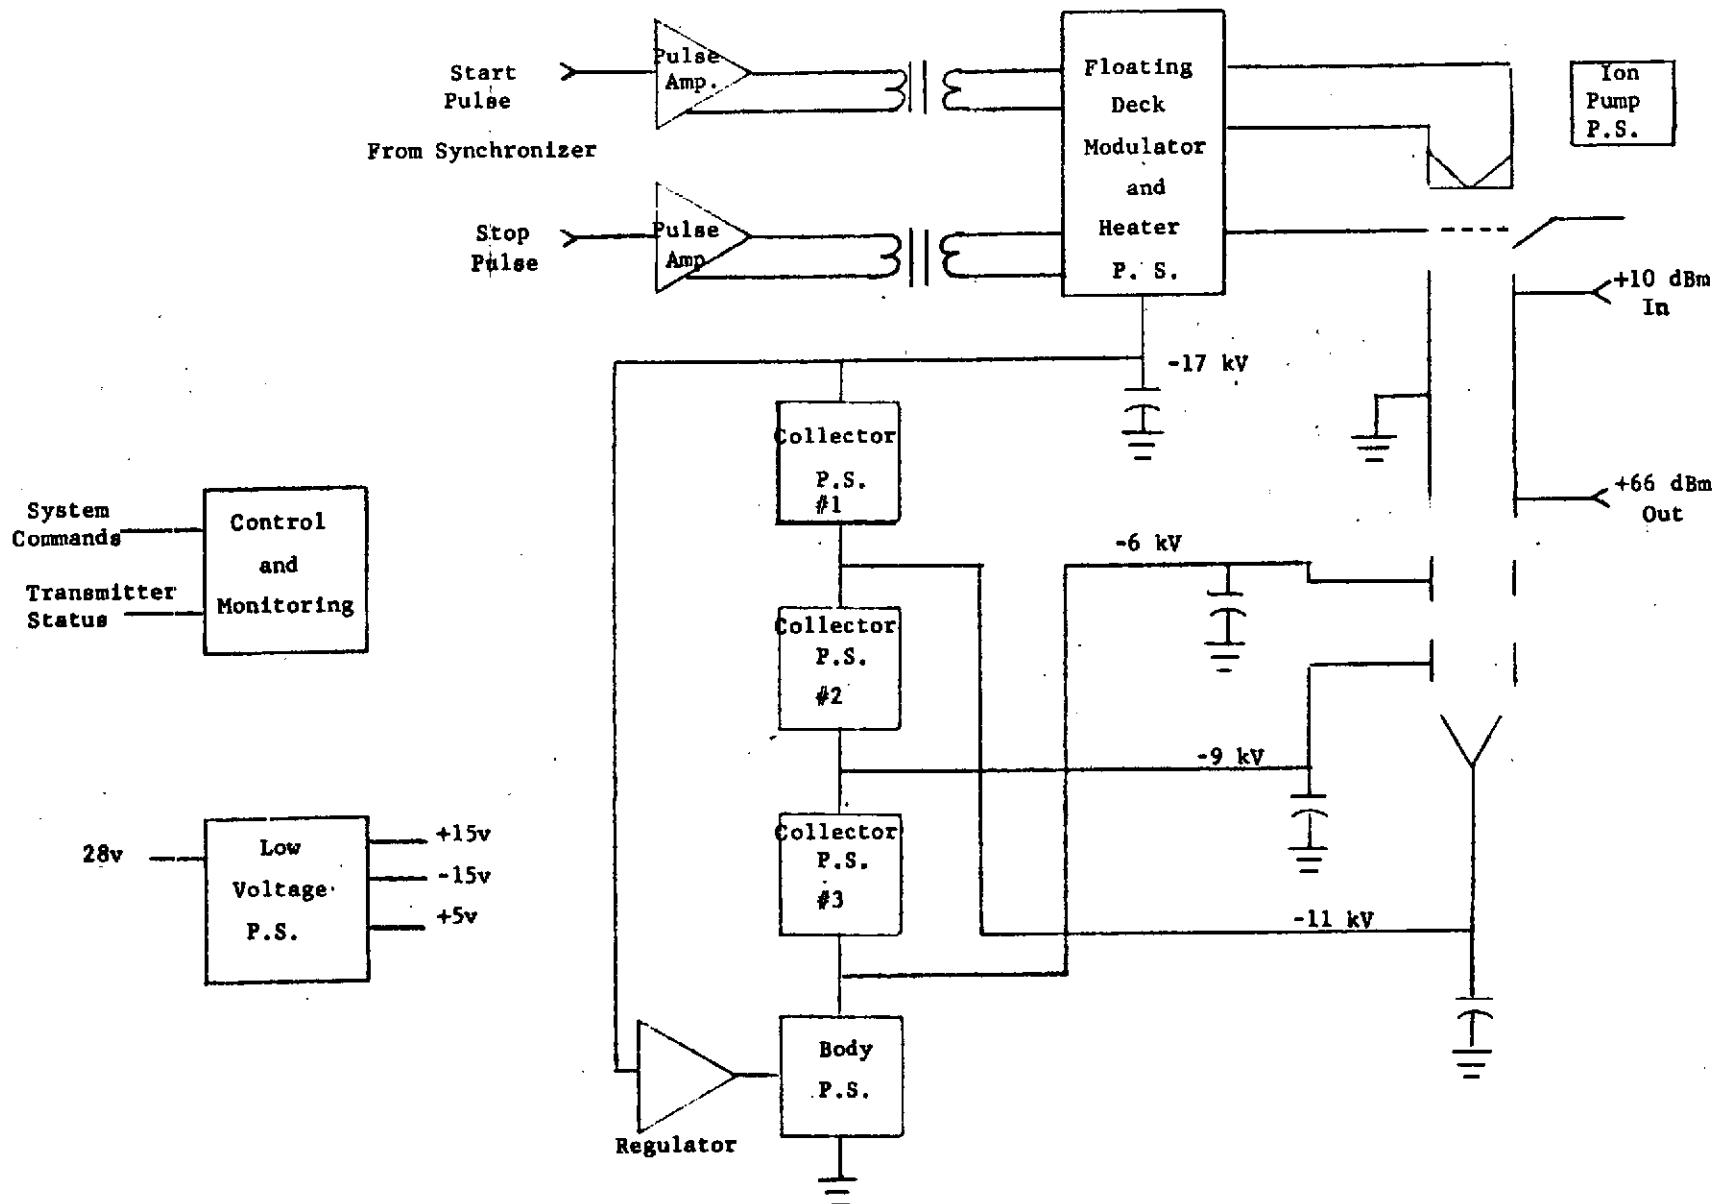 Start
Pulse
Pulse
Amp.
From Synchronizer
Stop
Pulse
Pulse
Amp
Floating
Deck
Modulator
and
Heater
P. S.
Ion
Pump
P.S.
+10 dBm
In
-17 kV
+66 dBm
Out
Collector
P.S.
#1
-6 kV
Collector
P.S.
#2
-9 kV
Collector
P.S.
#3
-11 kV
Body
P.S.
Regulator
System
Commands
Transmitter
Status
Control
and
Monitoring
28v
Low
Voltage
P.S.
+15v
-15v
+5v